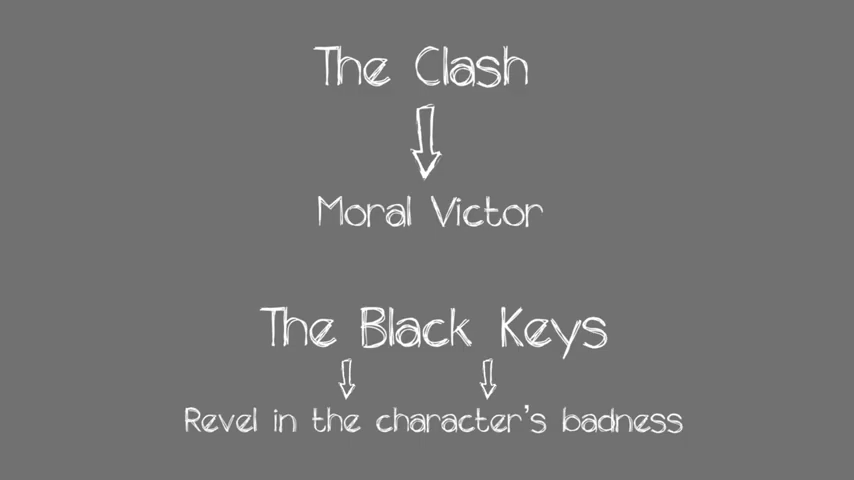 The Clash
Moral Victor
The Black Keys
Revel in the character's badness